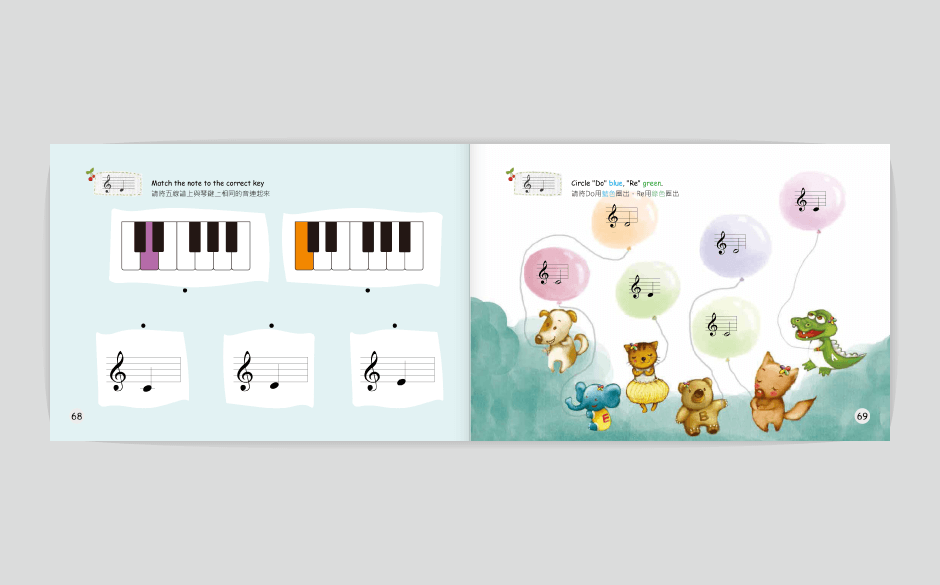 Match the note to the correct key
請將五線譜上與琴鍵上相同的音連起來
68
Circle "Do" blue, "Re" green.
請將Do用藍色圈出，Re用綠色圈出
E
B
69